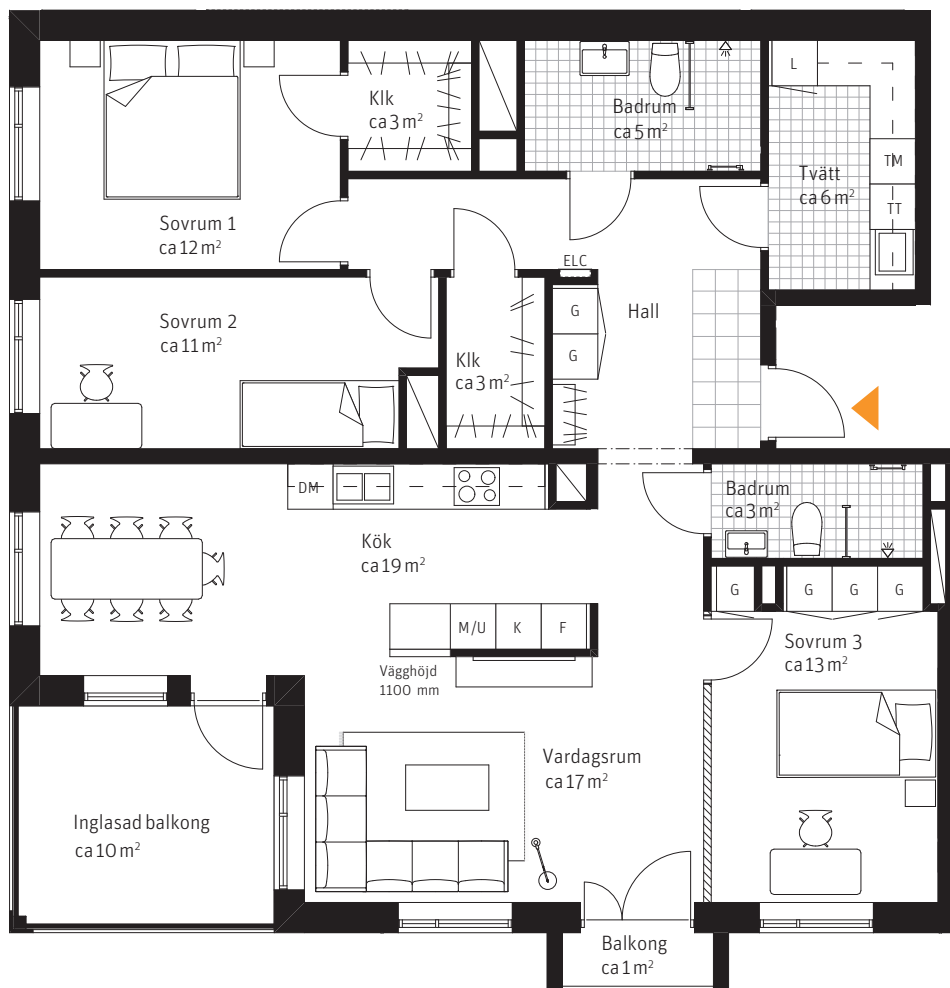 Klk
ca 3 m²
Badrum
ca 5 m²
L
Tvätt
ca 6 m²
TM
TT
Sovrum 1
ca 12 m²
ELC
Hall
G
G
Sovrum 2
ca 11 m²
Klk
ca 3 m²
DM
Kök
ca 19 m²
Badrum
ca 3 m²
G
G
G
G
M/U
K
F
Vägghöjd
1100 mm
Sovrum 3
ca 13 m²
Vardagsrum
ca 17 m²
Inglasad balkong
ca 10 m²
Balkong
ca 1 m²